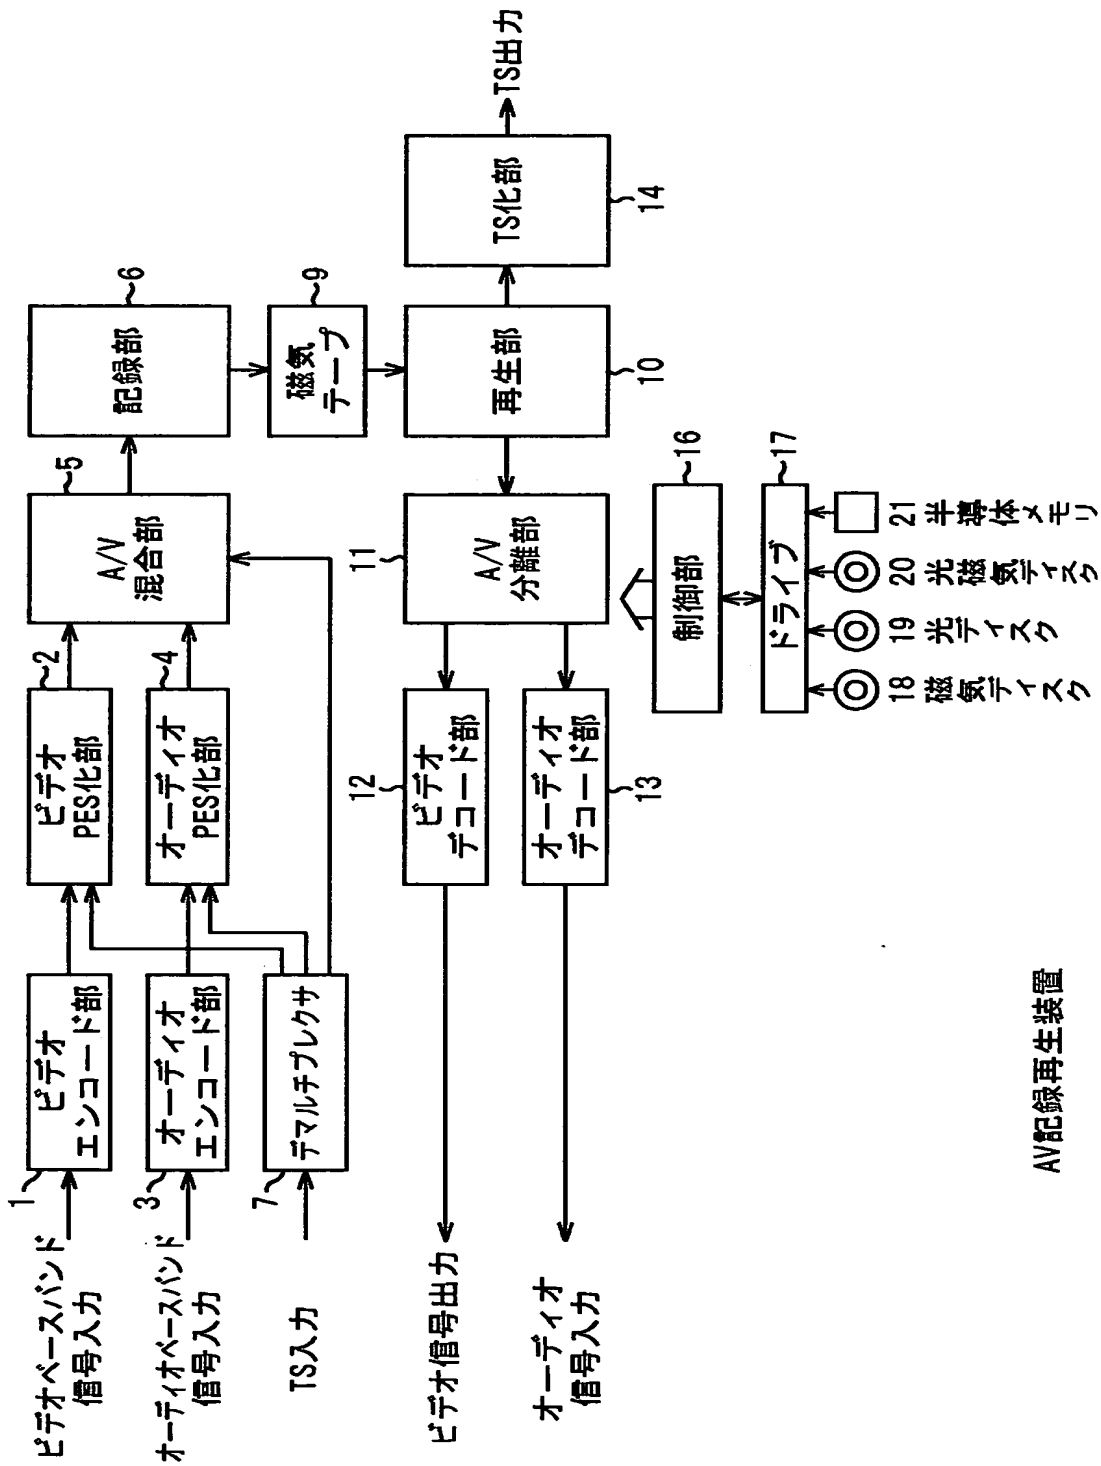 ビデオベースバンド
信号入力
1
ビデオ
エンコード部
2
ビデオ
PES化部
5
A/V
混合部
6
記録部
オーディオベースバンド
信号入力
3
オーディオ
エンコード部
4
オーディオ
PES化部
TS入力
7
デマルチプレクサ
9
磁気
テープ
ビデオ信号出力
12
ビデオ
デコード部
11
A/V
分離部
10
再生部
14
TS化部
TS出力
オーディオ
信号入力
13
オーディオ
デコード部
16
制御部
17
ドライブ
18 磁気ディスク
19 光ディスク
20 光磁気ディスク
21 半導体メモリ
AV記録再生装置